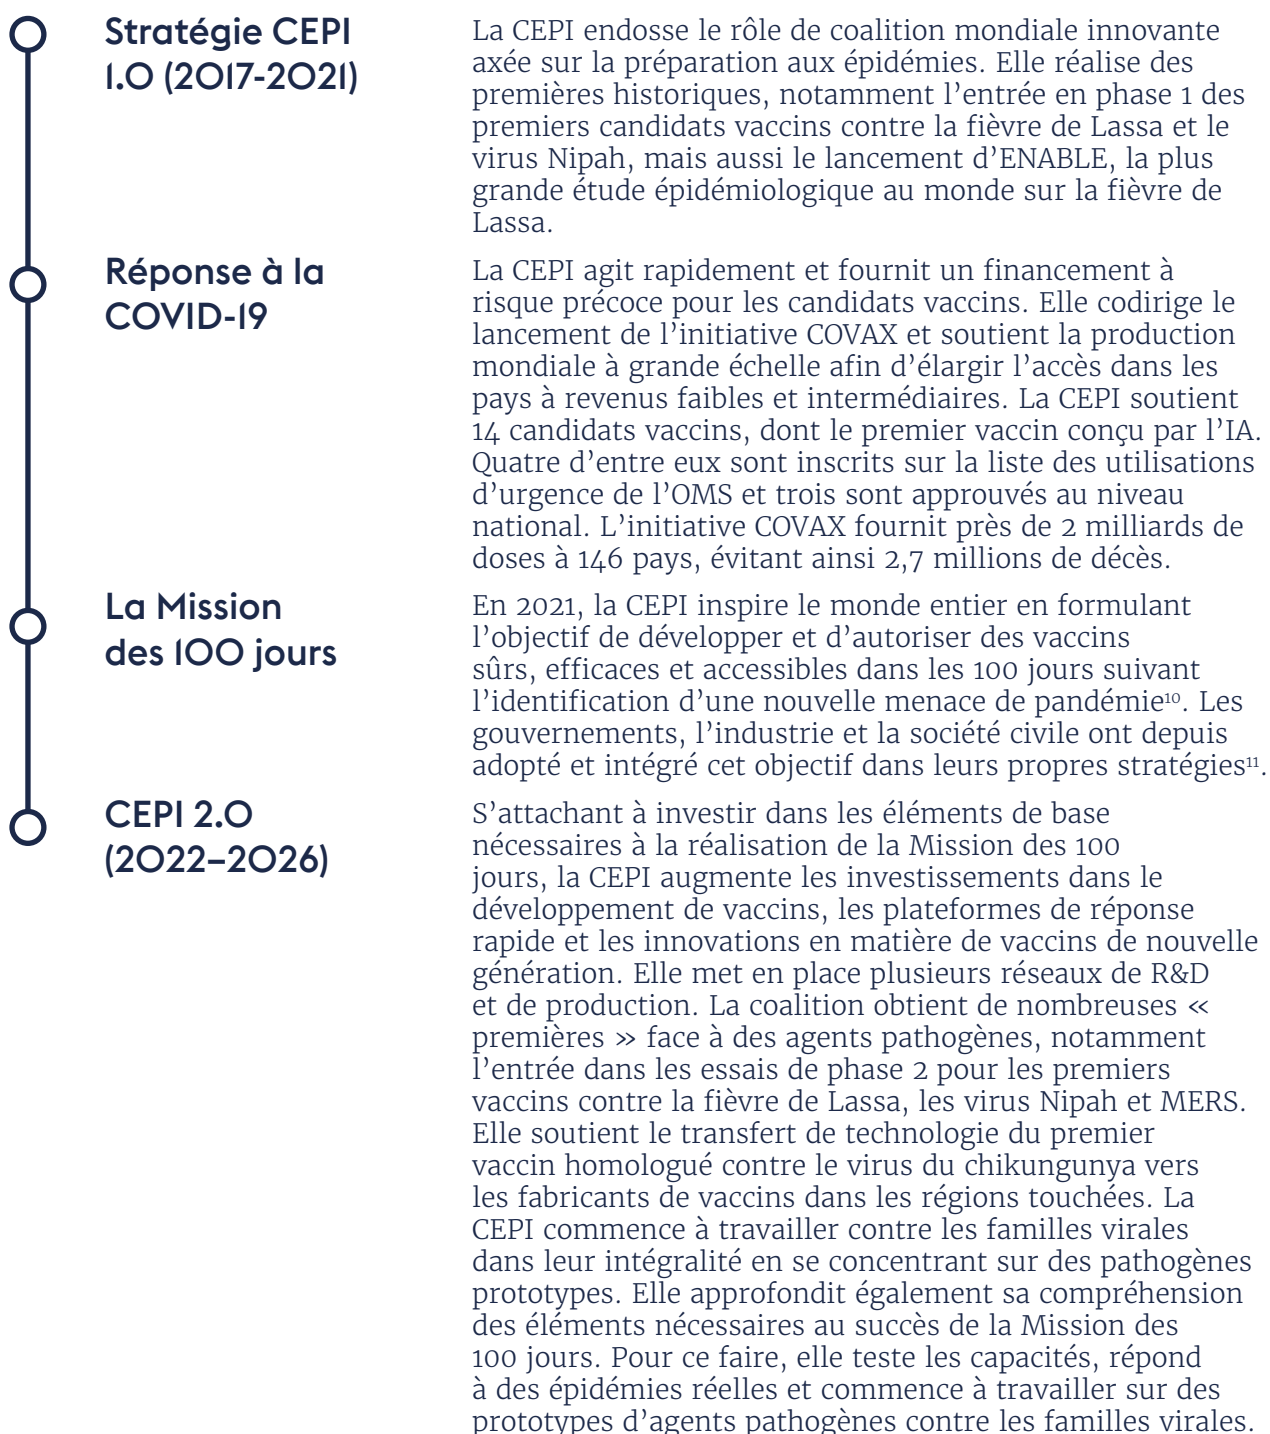 Stratégie CEPI
1.0 (2017-2021)
La CEPI endosse le rôle de coalition mondiale innovante
axée sur la préparation aux épidémies. Elle réalise des
premières historiques, notamment l’entrée en phase 1 des
premiers candidats vaccins contre la fièvre de Lassa et le
virus Nipah, mais aussi le lancement d’ENABLE, la plus
grande étude épidémiologique au monde sur la fièvre de
Lassa.
Réponse à la
COVID-19
La CEPI agit rapidement et fournit un financement à
risque précoce pour les candidats vaccins. Elle codirige le
lancement de l’initiative COVAX et soutient la production
mondiale à grande échelle afin d’élargir l’accès dans les
pays à revenus faibles et intermédiaires. La CEPI soutient
14 candidats vaccins, dont le premier vaccin conçu par l’IA.
Quatre d’entre eux sont inscrits sur la liste des utilisations
d’urgence de l’OMS et trois sont approuvés au niveau
national. L’initiative COVAX fournit près de 2 milliards de
doses à 146 pays, évitant ainsi 2,7 millions de décès.
La Mission
des 100 jours
En 2021, la CEPI inspire le monde entier en formulant
l’objectif de développer et d’autoriser des vaccins
sûrs, efficaces et accessibles dans les 100 jours suivant
l’identification d’une nouvelle menace de pandémie¹⁰. Les
gouvernements, l’industrie et la société civile ont depuis
adopté et intégré cet objectif dans leurs propres stratégies¹¹.
CEPI 2.0
(2022–2026)
S’attachant à investir dans les éléments de base
nécessaires à la réalisation de la Mission des 100
jours, la CEPI augmente les investissements dans le
développement de vaccins, les plateformes de réponse
rapide et les innovations en matière de vaccins de nouvelle
génération. Elle met en place plusieurs réseaux de R&D
et de production. La coalition obtient de nombreuses «
premières » face à des agents pathogènes, notamment
l’entrée dans les essais de phase 2 pour les premiers
vaccins contre la fièvre de Lassa, les virus Nipah et MERS.
Elle soutient le transfert de technologie du premier
vaccin homologué contre le virus du chikungunya vers
les fabricants de vaccins dans les régions touchées. La
CEPI commence à travailler contre les familles virales
dans leur intégralité en se concentrant sur des pathogènes
prototypes. Elle approfondit également sa compréhension
des éléments nécessaires au succès de la Mission des
100 jours. Pour ce faire, elle teste les capacités, répond
à des épidémies réelles et commence à travailler sur des
prototypes d’agents pathogènes contre les familles virales.